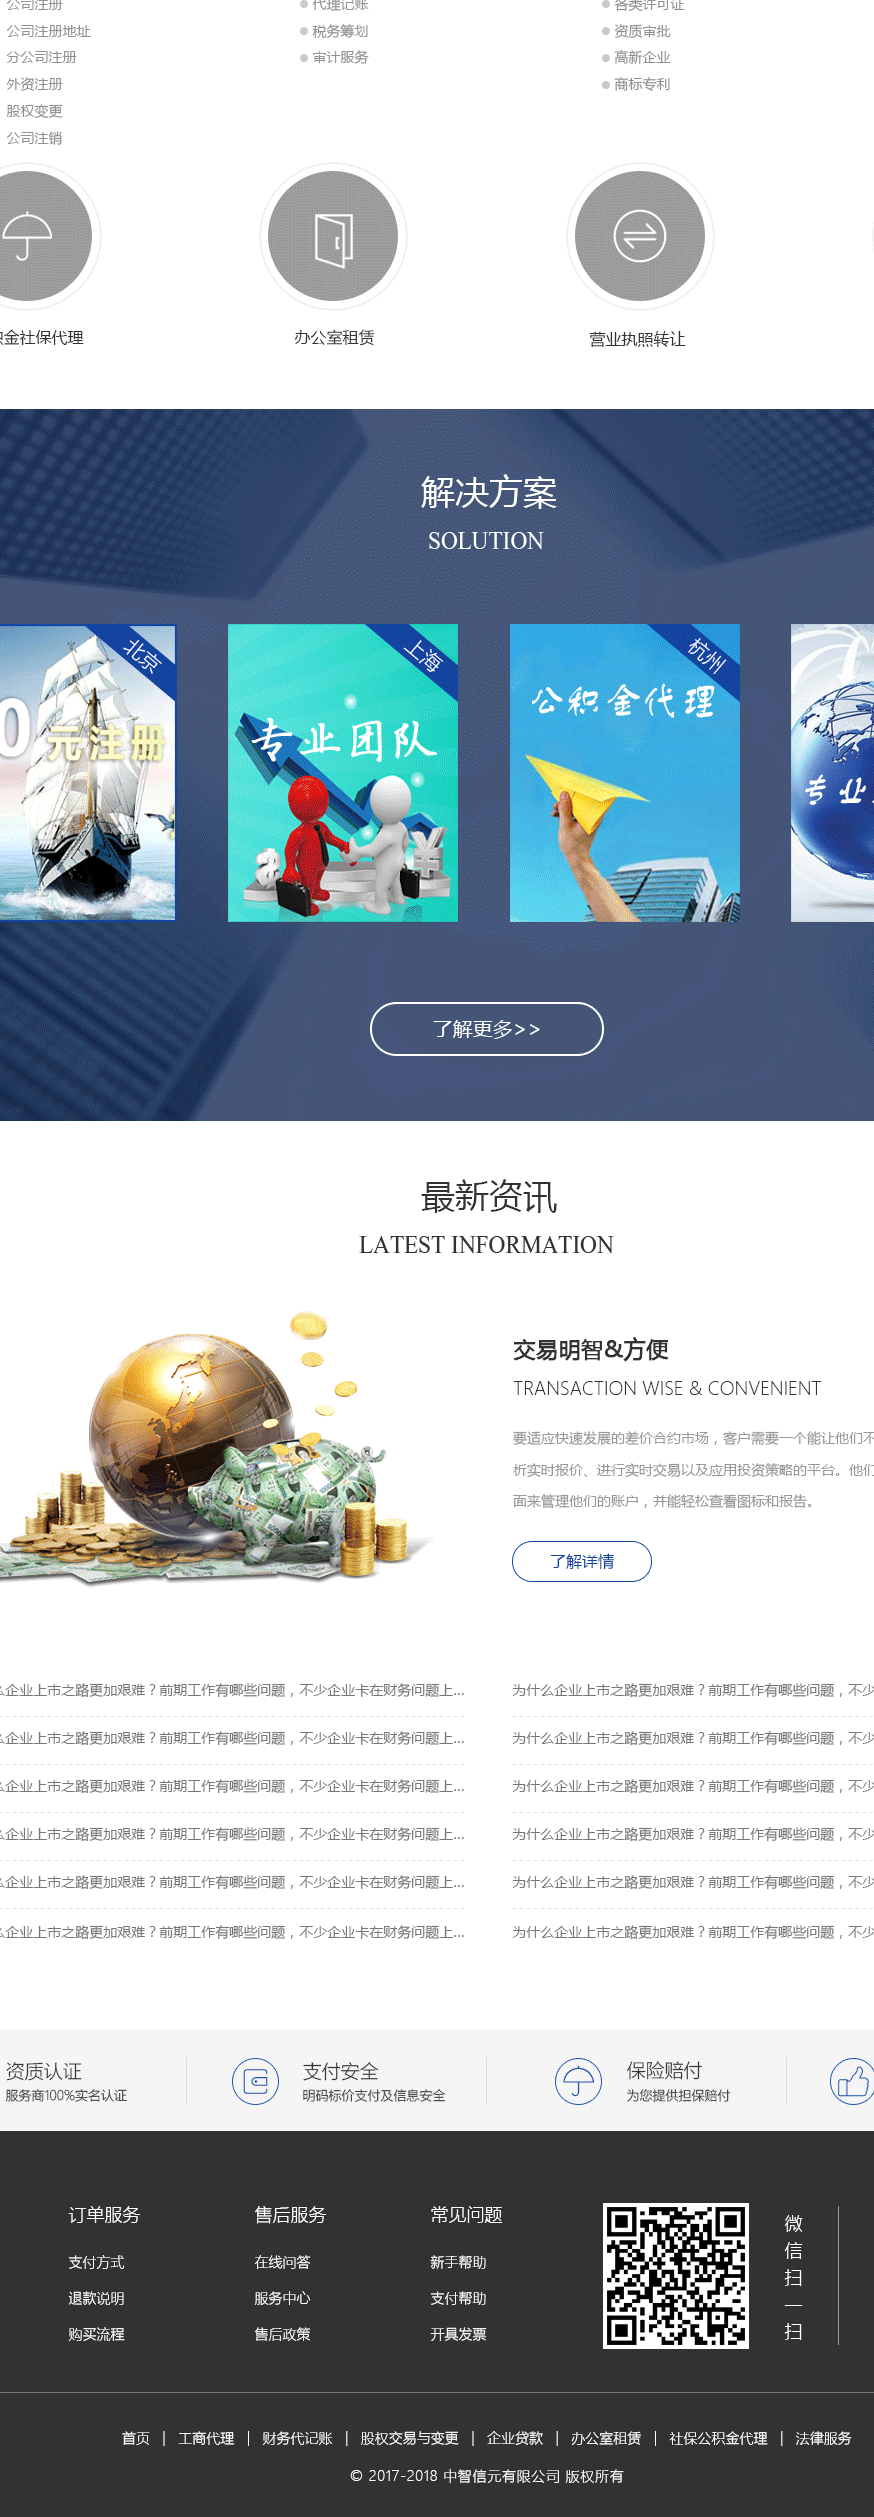 公司注册
代理记账
各类许可证
公司注册地址
税务筹划
资质审批
分公司注册
审计服务
高新企业
外资注册
商标专利
股权变更
公司注销
金社保代理
办公室租赁
营业执照转让
解决方案
SOLUTION
北京
0元注册
上海
专业团队
杭州
公积金代理
专业
了解更多>>
最新资讯
LATEST INFORMATION
交易明智&方便
TRANSACTION WISE & CONVENIENT
要适应快速发展的差价合约市场，客户需要一个能让他们不
析实时报价、进行实时交易以及应用投资策略的平台。他们
面来管理他们的账户，并能轻松查看图标和报告。
了解详情
么企业上市之路更加艰难？前期工作有哪些问题，不少企业卡在财务问题上...
为什么企业上市之路更加艰难？前期工作有哪些问题，不少
么企业上市之路更加艰难？前期工作有哪些问题，不少企业卡在财务问题上...
为什么企业上市之路更加艰难？前期工作有哪些问题，不少
么企业上市之路更加艰难？前期工作有哪些问题，不少企业卡在财务问题上...
为什么企业上市之路更加艰难？前期工作有哪些问题，不少
么企业上市之路更加艰难？前期工作有哪些问题，不少企业卡在财务问题上...
为什么企业上市之路更加艰难？前期工作有哪些问题，不少
么企业上市之路更加艰难？前期工作有哪些问题，不少企业卡在财务问题上...
为什么企业上市之路更加艰难？前期工作有哪些问题，不少
么企业上市之路更加艰难？前期工作有哪些问题，不少企业卡在财务问题上...
为什么企业上市之路更加艰难？前期工作有哪些问题，不少
资质认证
服务商100%实名认证
支付安全
明码标价支付及信息安全
保险赔付
为您提供担保赔付
订单服务
支付方式
退款说明
购买流程
售后服务
在线问答
服务中心
售后政策
常见问题
新手帮助
支付帮助
开具发票
微信扫一扫
首页 | 工商代理 | 财务代记账 | 股权交易与变更 | 企业贷款 | 办公室租赁 | 社保公积金代理 | 法律服务
© 2017-2018 中智信元有限公司 版权所有